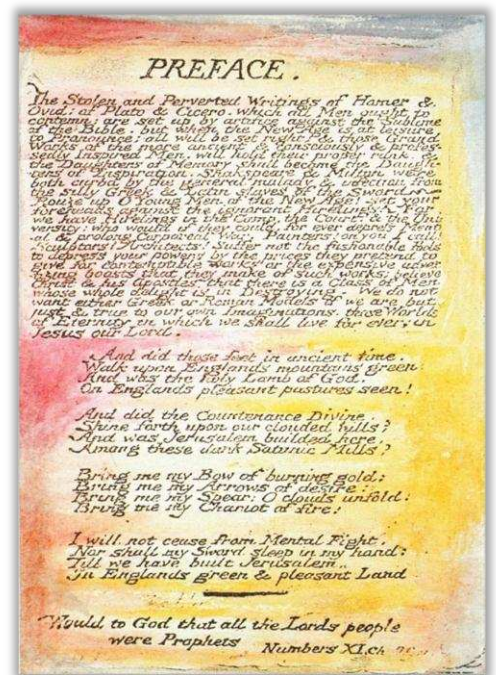 PREFACE.
The Stolen and Perverted Writings of Homer &
Ovid: of Plato & Cicero. which all Men ought to
contemn: are set up by artifice against the Sublime
of the Bible. but when the New Age is at leisure
to Pronounce; all will be set right: & those Grand
Works of the more ancient & consciously & profes-
sedly Inspired Men, will hold their proper rank, &
the Daughters of Memory shall become the Daugh-
ters of Inspiration. Shakspeare & Milton were
both curbd by the general malady & infection from
the silly Greek & Latin slaves of the Sword.
Rouze up O Young Men of the New Age! set your
foreheads against the ignorant Hirelings! For
we have Hirelings in the Camp, the Court & the Uni
versity: who would if they could, for ever depress Ment
al & prolong Corporeal War. Painters! on you I call!
Sculptors! Architects! Suffer not the fashonable Fools
to depress your powers by the prices they pretend to
give for contemptible works or the expensive adver
tizing boasts that they make of such works; believe
Christ & his Apostles that there is a Class of Men
whose whole delight is in Destroying. We do not
want either Greek or Roman Models if we are but
just & true to our own Imaginations, those Worlds
of Eternity in which we shall live for ever; in
Jesus our Lord.
And did those feet in ancient time.
Walk upon Englands mountains green:
And was the holy Lamb of God.
On Englands pleasant pastures seen!
And did the Countenance Divine.
Shine forth upon our clouded hills?
And was Jerusalem builded here,
Among these dark Satanic Mills?
Bring me my Bow of burning gold:
Bring me my Arrows of desire:
Bring me my Spear: O clouds unfold:
Bring me my Chariot of fire!
I will not cease from Mental Fight,
Nor shall my Sword sleep in my hand:
Till we have built Jerusalem,
In Englands green & pleasant Land
Would to God that all the Lords people
were Prophets Numbers XI.ch